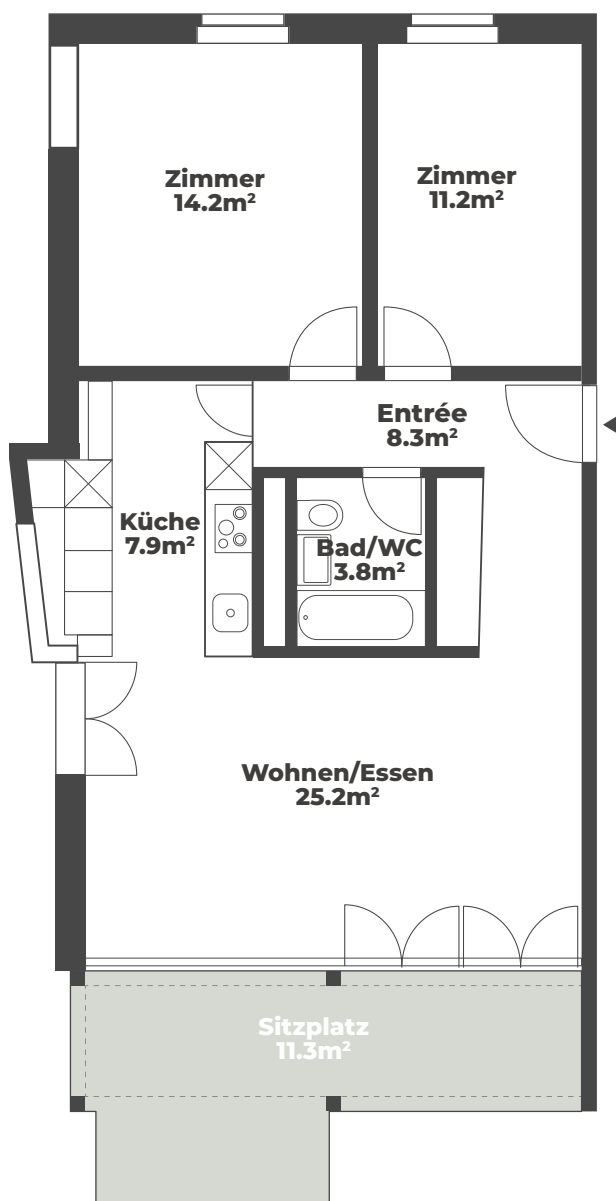 Zimmer
14.2m²
Zimmer
11.2m²
Entrée
8.3m²
Küche
7.9m²
Bad/WC
3.8m²
Wohnen/Essen
25.2m²
Sitzplatz
11.3m²